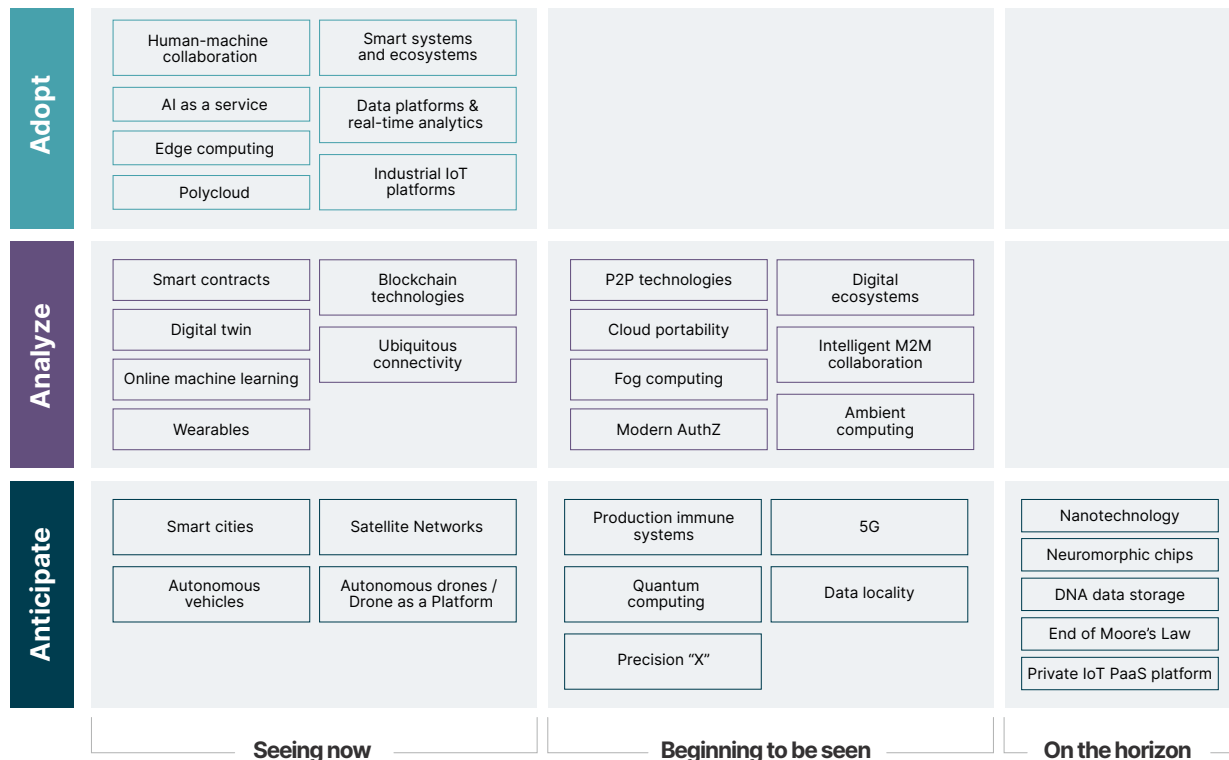 Adopt
Human-machine
collaboration
AI as a service
Edge computing
Polycloud
Smart systems
and ecosystems
Data platforms &
real-time analytics
Industrial IoT
platforms
Analyze
Smart contracts
Digital twin
Online machine learning
Wearables
Blockchain
technologies
Ubiquitous
connectivity
P2P technologies
Cloud portability
Fog computing
Modern AuthZ
Digital
ecosystems
Intelligent M2M
collaboration
Ambient
computing
Anticipate
Smart cities
Autonomous
vehicles
Satellite Networks
Autonomous drones /
Drone as a Platform
Production immune
systems
Quantum
computing
Precision “X”
5G
Data locality
Nanotechnology
Neuromorphic chips
DNA data storage
End of Moore’s Law
Private IoT PaaS platform
Seeing now
Beginning to be seen
On the horizon